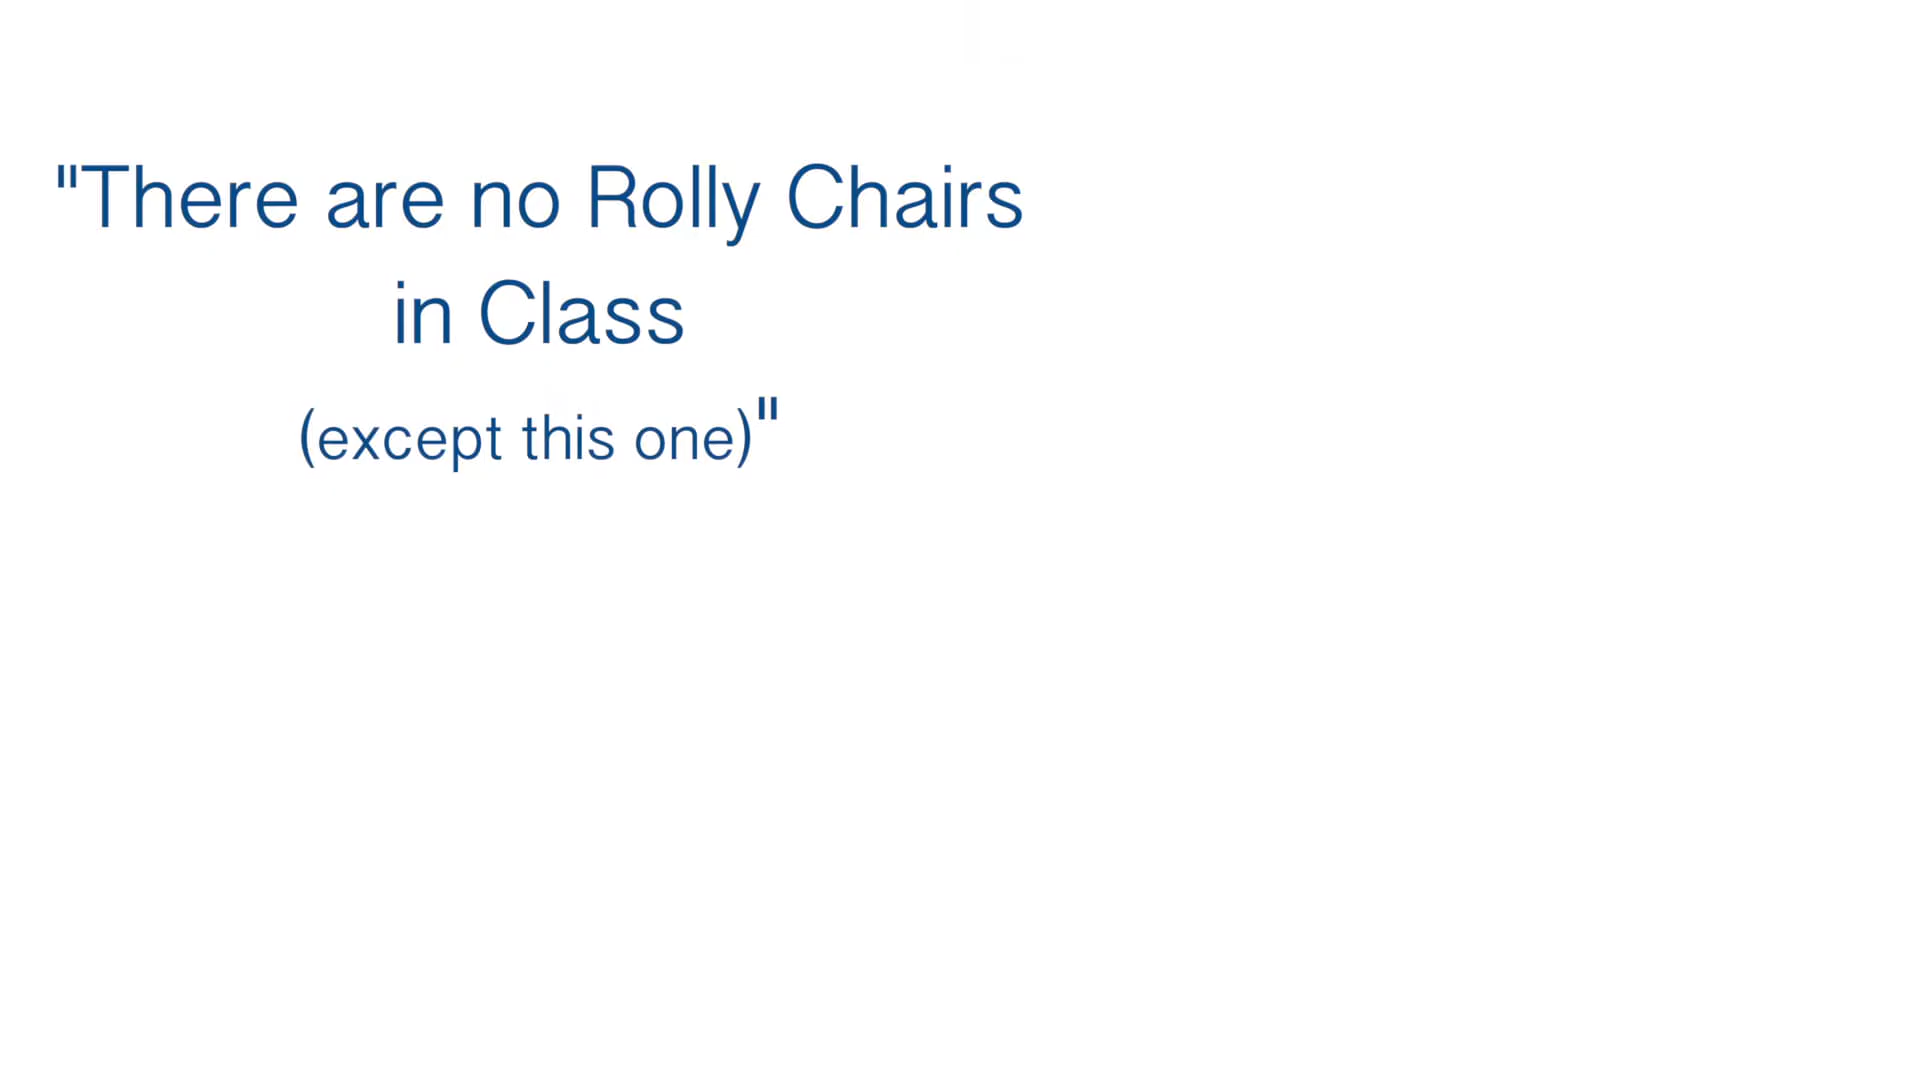 "There are no Rolly Chairs
in Class
(except this one)"